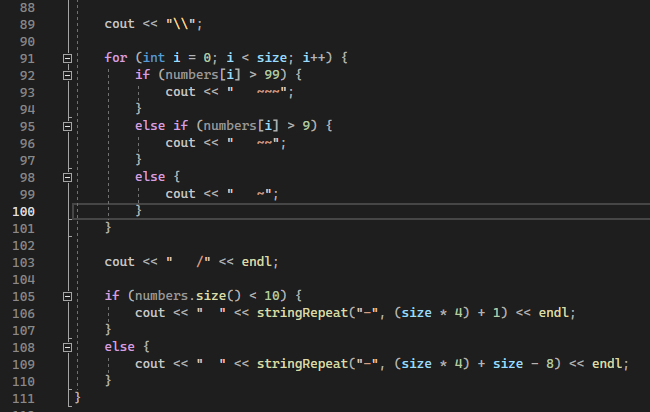 88
89 cout << "\\";
90
91 for (int i = 0; i < size; i++) {
92 if (numbers[i] > 99) {
93 cout << "   ~~~";
94 }
95 else if (numbers[i] > 9) {
96 cout << "   ~~";
97 }
98 else {
99 cout << "   ~";
100 }
101 }
102
103 cout << "   /" << endl;
104
105 if (numbers.size() < 10) {
106 cout << "  " << stringRepeat("-", (size * 4) + 1) << endl;
107 }
108 else {
109 cout << "  " << stringRepeat("-", (size * 4) + size - 8) << endl;
110 }
111 }